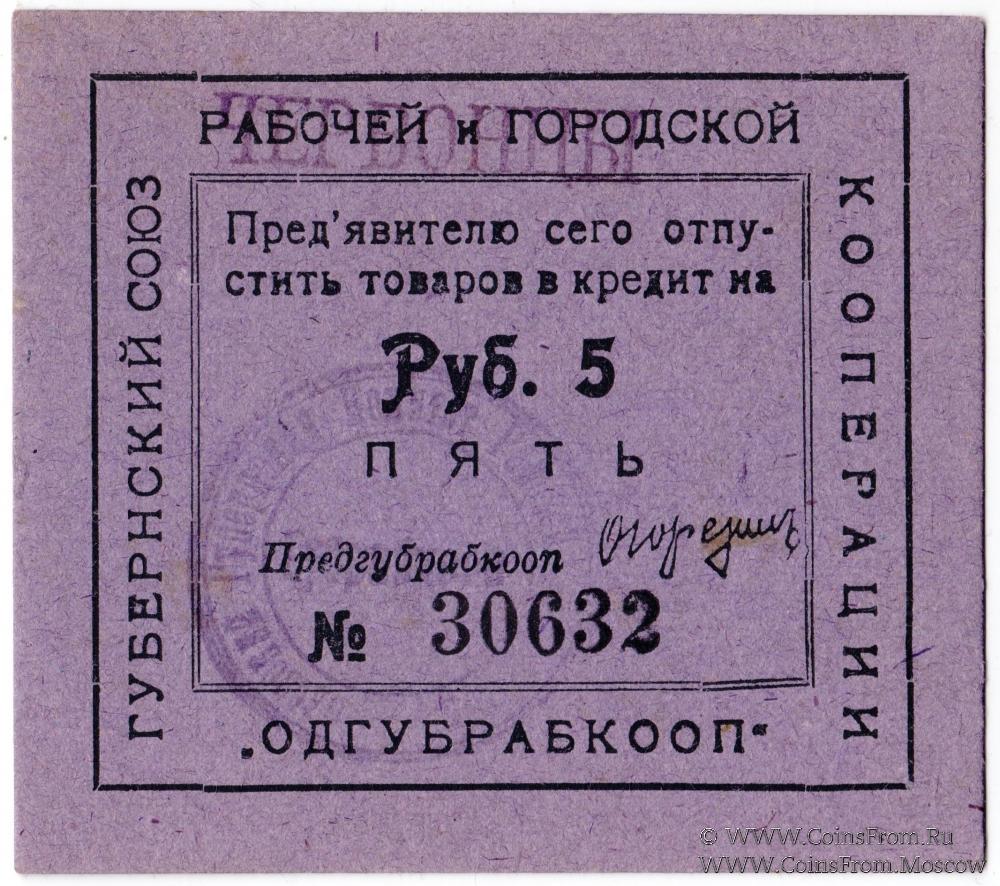 ГУБЕРНСКИЙ СОЮЗ
РАБОЧЕЙ и ГОРОДСКОЙ
КООПЕРАЦИИ
„ОДГУБРАБКООП“
ЧЕРВОНЦЫ
Пред'явителю сего отпу-
стить товаров в кредит на
Руб. 5
ПЯТЬ
Предгубрабкооп
№ 30632
© WWW.CoinsFrom.Ru
WWW.CoinsFrom.Moscow